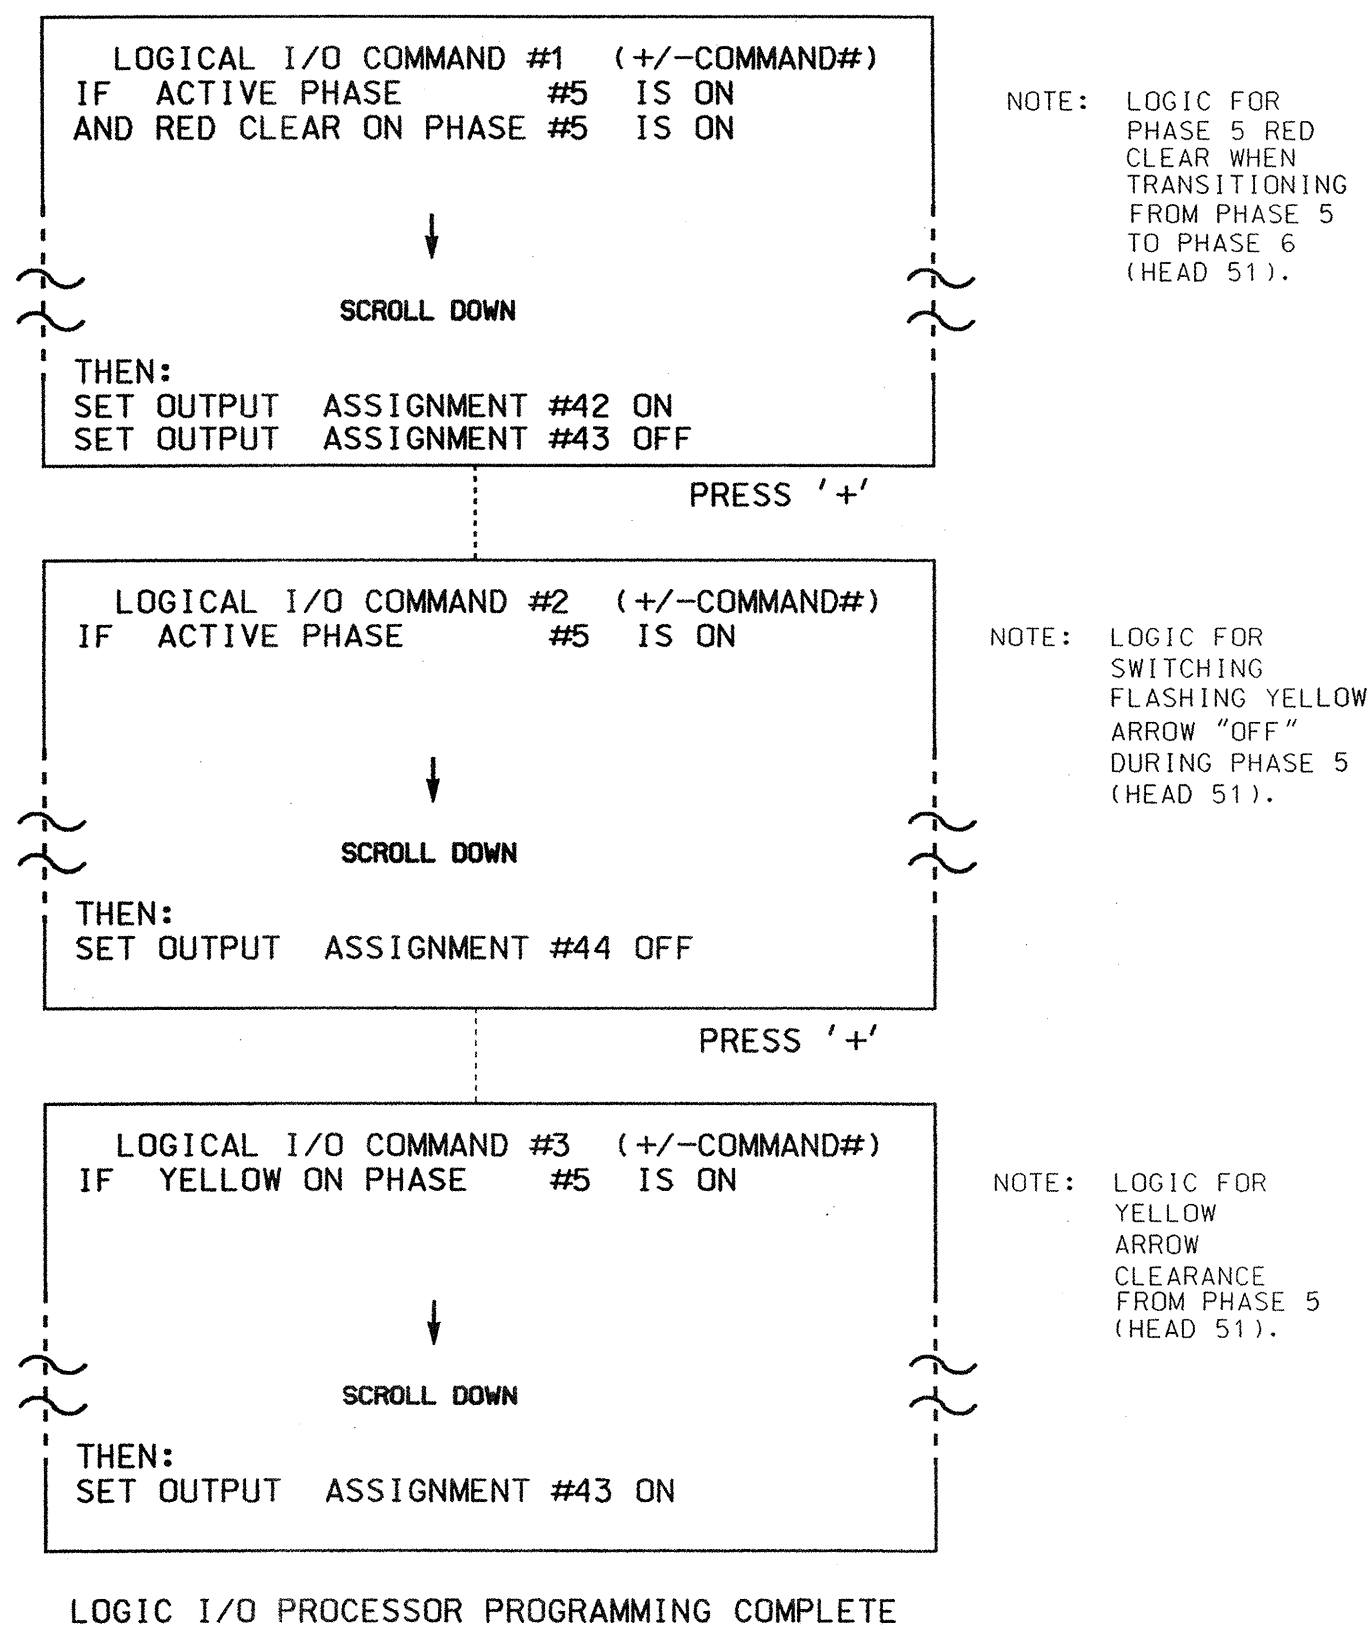 LOGICAL I/O COMMAND #1 (+/-COMMAND#)
IF ACTIVE PHASE #5 IS ON
AND RED CLEAR ON PHASE #5 IS ON
SCROLL DOWN
THEN:
SET OUTPUT ASSIGNMENT #42 ON
SET OUTPUT ASSIGNMENT #43 OFF
NOTE: LOGIC FOR
PHASE 5 RED
CLEAR WHEN
TRANSITIONING
FROM PHASE 5
TO PHASE 6
(HEAD 51).
PRESS '+'
LOGICAL I/O COMMAND #2 (+/-COMMAND#)
IF ACTIVE PHASE #5 IS ON
SCROLL DOWN
THEN:
SET OUTPUT ASSIGNMENT #44 OFF
NOTE: LOGIC FOR
SWITCHING
FLASHING YELLOW
ARROW "OFF"
DURING PHASE 5
(HEAD 51).
PRESS '+'
LOGICAL I/O COMMAND #3 (+/-COMMAND#)
IF YELLOW ON PHASE #5 IS ON
SCROLL DOWN
THEN:
SET OUTPUT ASSIGNMENT #43 ON
NOTE: LOGIC FOR
YELLOW
ARROW
CLEARANCE
FROM PHASE 5
(HEAD 51).
LOGIC I/O PROCESSOR PROGRAMMING COMPLETE